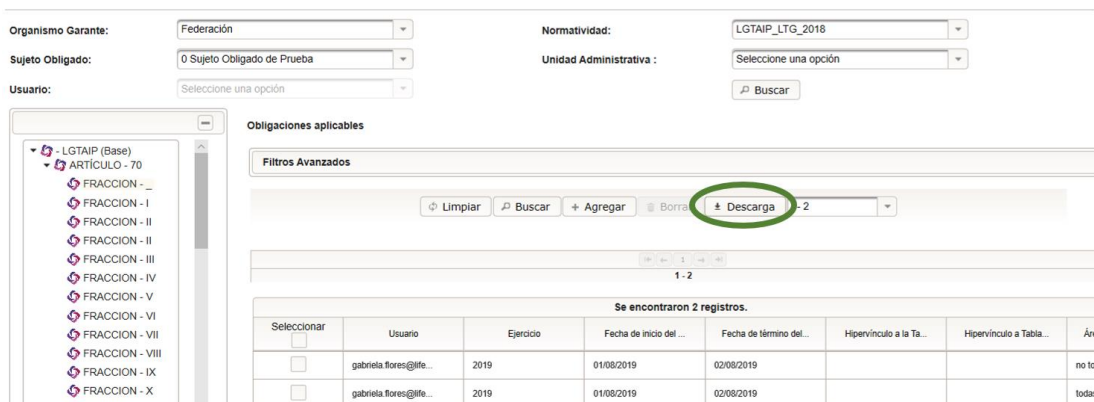 Organismo Garante: Federación Normatividad: LGTAIP_LTG_2018
Sujeto Obligado: 0 Sujeto Obligado de Prueba Unidad Administrativa : Seleccione una opción
Usuario: Seleccione una opción Buscar
Obligaciones aplicables
- LGTAIP (Base)
ARTÍCULO - 70
FRACCION - _
FRACCION - I
FRACCION - II
FRACCION - II
FRACCION - III
FRACCION - IV
FRACCION - V
FRACCION - VI
FRACCION - VII
FRACCION - VIII
FRACCION - IX
FRACCION - X
Filtros Avanzados
Limpiar Buscar + Agregar Borra Descarga - 2
1
1 - 2
Se encontraron 2 registros.
Seleccionar Usuario Ejercicio Fecha de inicio del ... Fecha de término del... Hipervínculo a la Ta... Hipervínculo a Tabla... Áre
gabriela.flores@life... 2019 01/08/2019 02/08/2019 no to
gabriela.flores@life... 2019 01/08/2019 02/08/2019 todas